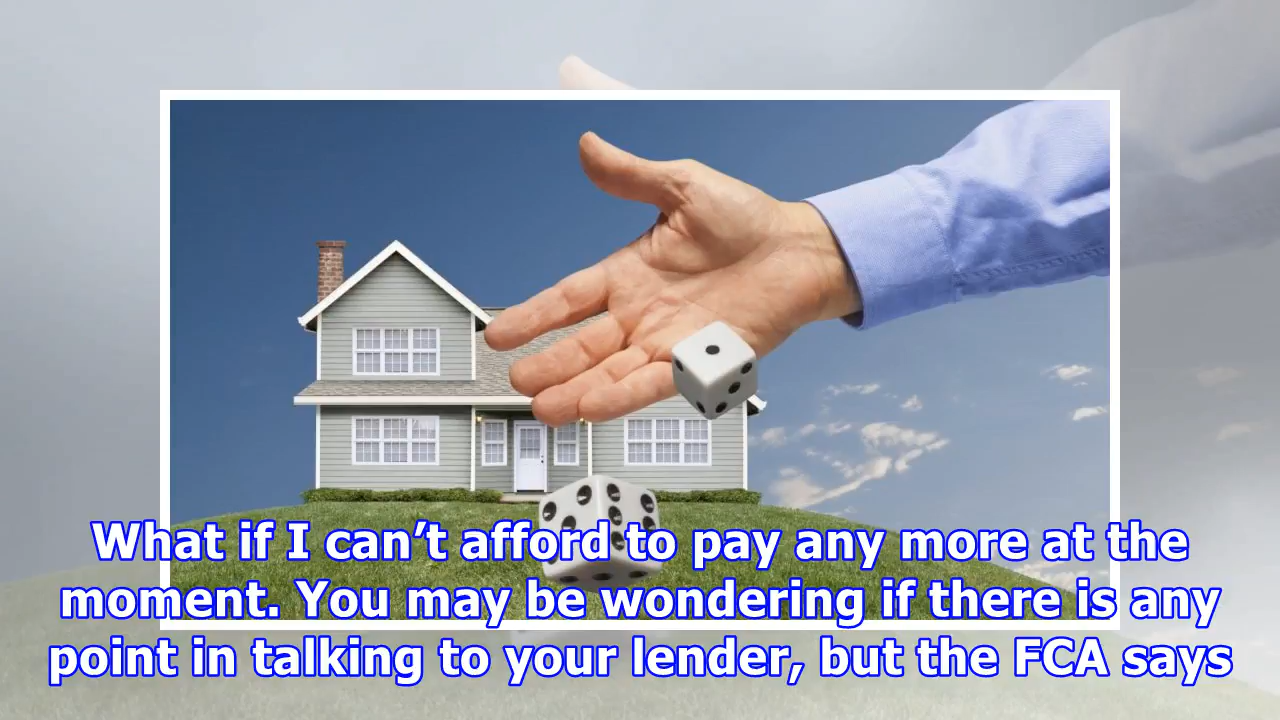 What if I can’t afford to pay any more at the
moment. You may be wondering if there is any
point in talking to your lender, but the FCA says